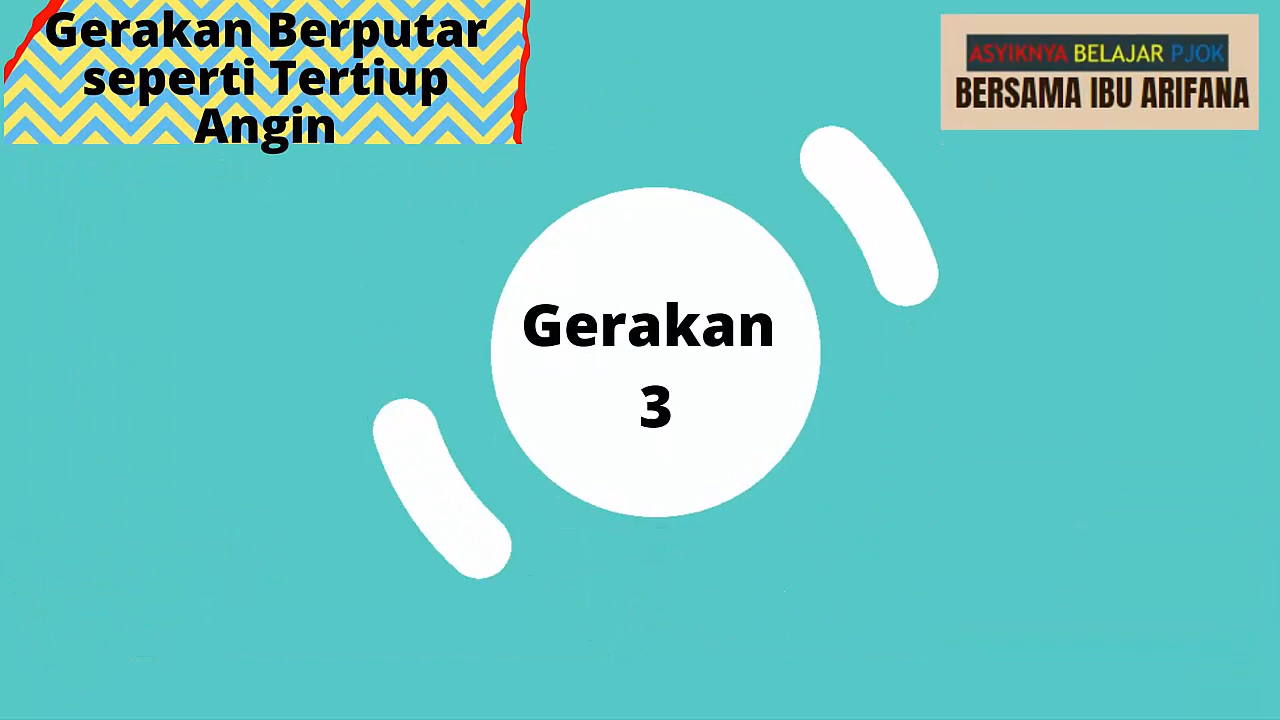 Gerakan Berputar
seperti Tertiup
Angin
ASYIKNYA BELAJAR PJOK
BERSAMA IBU ARIFANA
Gerakan
3